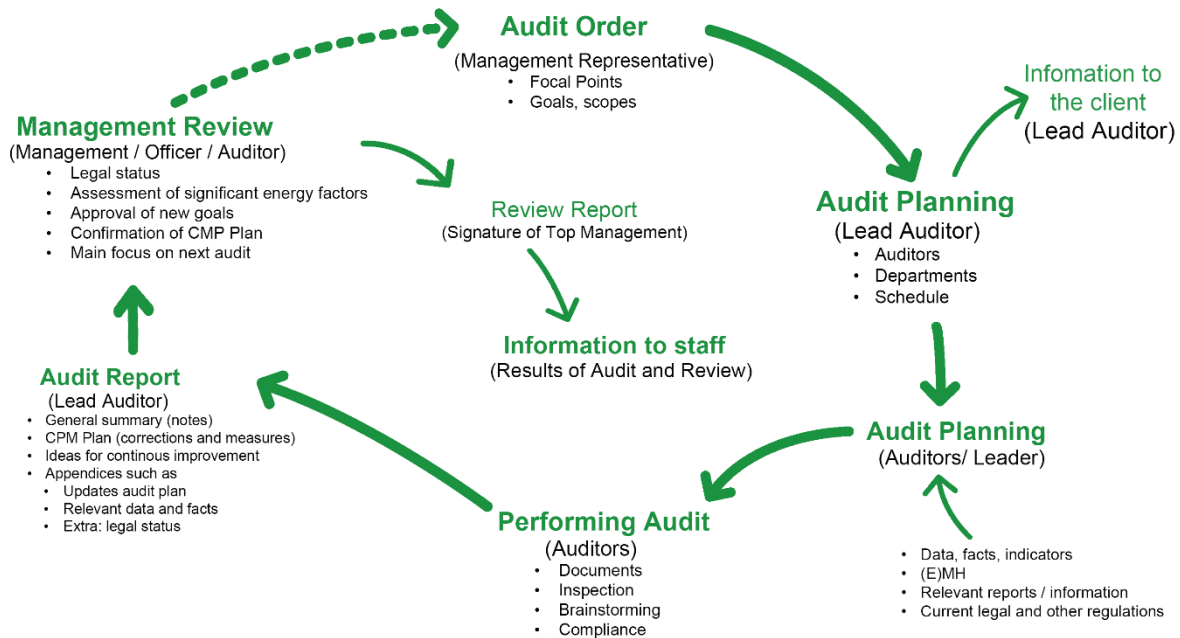 Audit Order
(Management Representative)
• Focal Points
• Goals, scopes
Infomation to
the client
(Lead Auditor)
Audit Planning
(Lead Auditor)
• Auditors
• Departments
• Schedule
Audit Planning
(Auditors/ Leader)
• Data, facts, indicators
• (E)MH
• Relevant reports / information
• Current legal and other regulations
Performing Audit
(Auditors)
• Documents
• Inspection
• Brainstorming
• Compliance
Audit Report
(Lead Auditor)
• General summary (notes)
• CPM Plan (corrections and measures)
• Ideas for continous improvement
• Appendices such as
• Updates audit plan
• Relevant data and facts
• Extra: legal status
Management Review
(Management / Officer / Auditor)
• Legal status
• Assessment of significant energy factors
• Approval of new goals
• Confirmation of CMP Plan
• Main focus on next audit
Review Report
(Signature of Top Management)
Information to staff
(Results of Audit and Review)